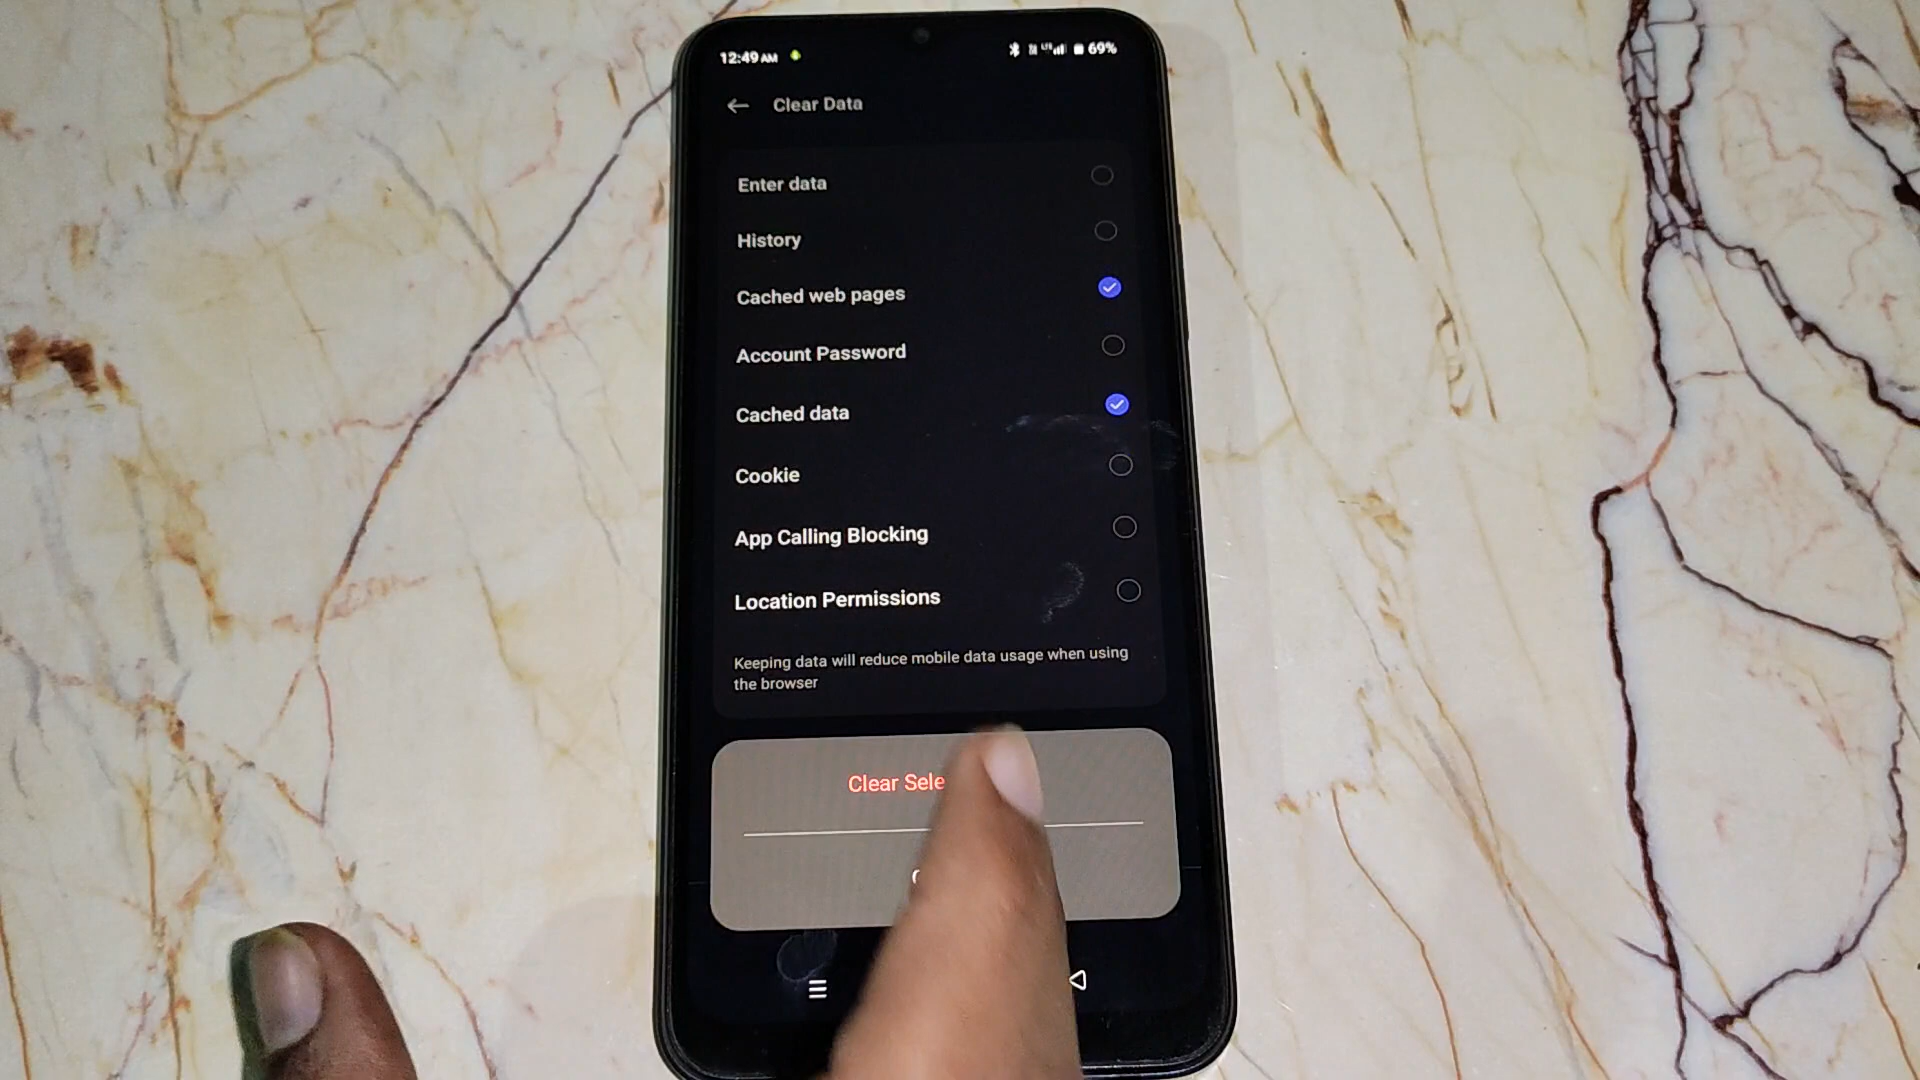 12:49 AM 69%
Clear Data
Enter data
History
Cached web pages
Account Password
Cached data
Cookie
App Calling Blocking
Location Permissions
Keeping data will reduce mobile data usage when using
the browser
Clear